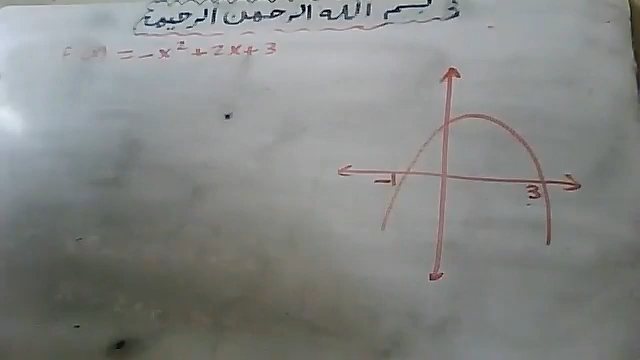 بسم الله الرحمن الرحيم
F(x) = -x² + 2x + 3
-1
3